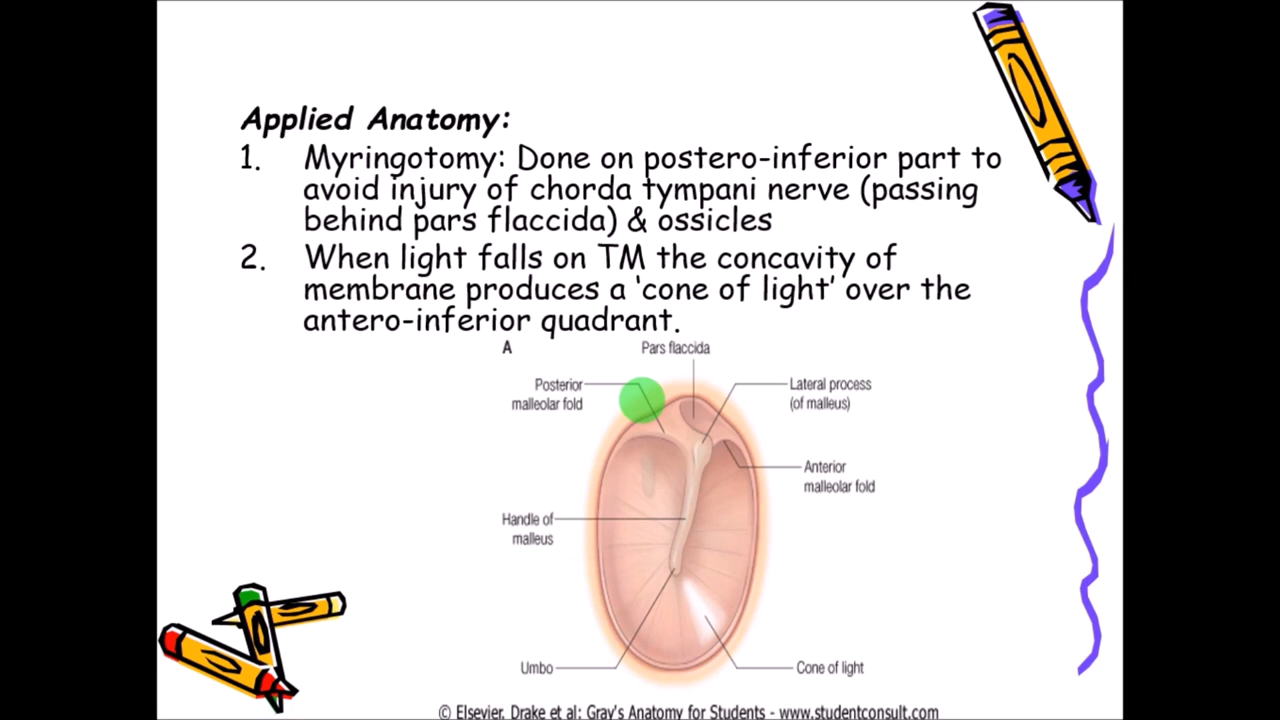 Applied Anatomy:
1. Myringotomy: Done on postero-inferior part to
avoid injury of chorda tympani nerve (passing
behind pars flaccida) & ossicles
2. When light falls on TM the concavity of
membrane produces a ‘cone of light’ over the
antero-inferior quadrant.
A
Pars flaccida
Posterior
malleolar fold
Lateral process
(of malleus)
Anterior
malleolar fold
Handle of
malleus
Umbo
Cone of light
© Elsevier. Drake et al: Gray's Anatomy for Students - www.studentconsult.com